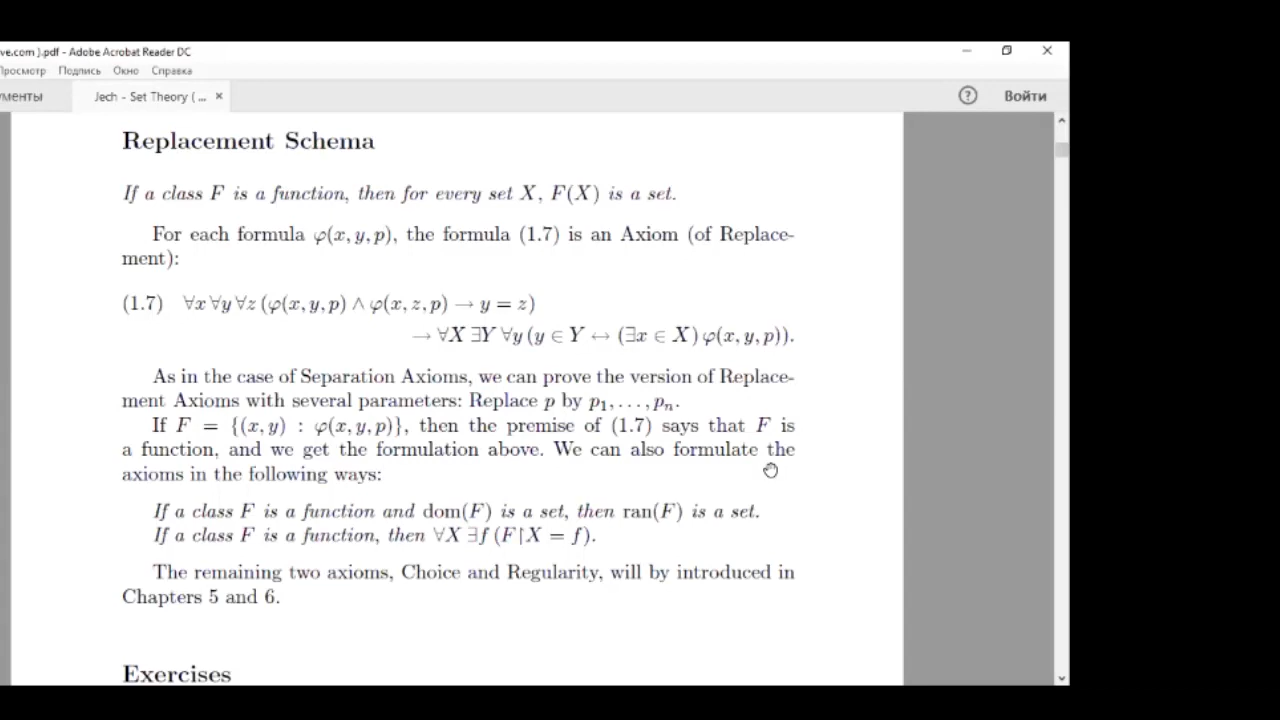 ve.com ).pdf - Adobe Acrobat Reader DC
Просмотр Подпись Окно Справка
ументы Jech - Set Theory ( ... × ? Войти
Replacement Schema
If a class F is a function, then for every set X, F(X) is a set.
For each formula φ(x, y, p), the formula (1.7) is an Axiom (of Replace-
ment):
(1.7) ∀x ∀y ∀z (φ(x, y, p) ∧ φ(x, z, p) → y = z)
→ ∀X ∃Y ∀y (y ∈ Y ↔ (∃x ∈ X) φ(x, y, p)).
As in the case of Separation Axioms, we can prove the version of Replace-
ment Axioms with several parameters: Replace p by p₁, . . . , pₙ.
If F = {(x, y) : φ(x, y, p)}, then the premise of (1.7) says that F is
a function, and we get the formulation above. We can also formulate the
axioms in the following ways:
If a class F is a function and dom(F) is a set, then ran(F) is a set.
If a class F is a function, then ∀X ∃f (F↾X = f).
The remaining two axioms, Choice and Regularity, will by introduced in
Chapters 5 and 6.
Exercises